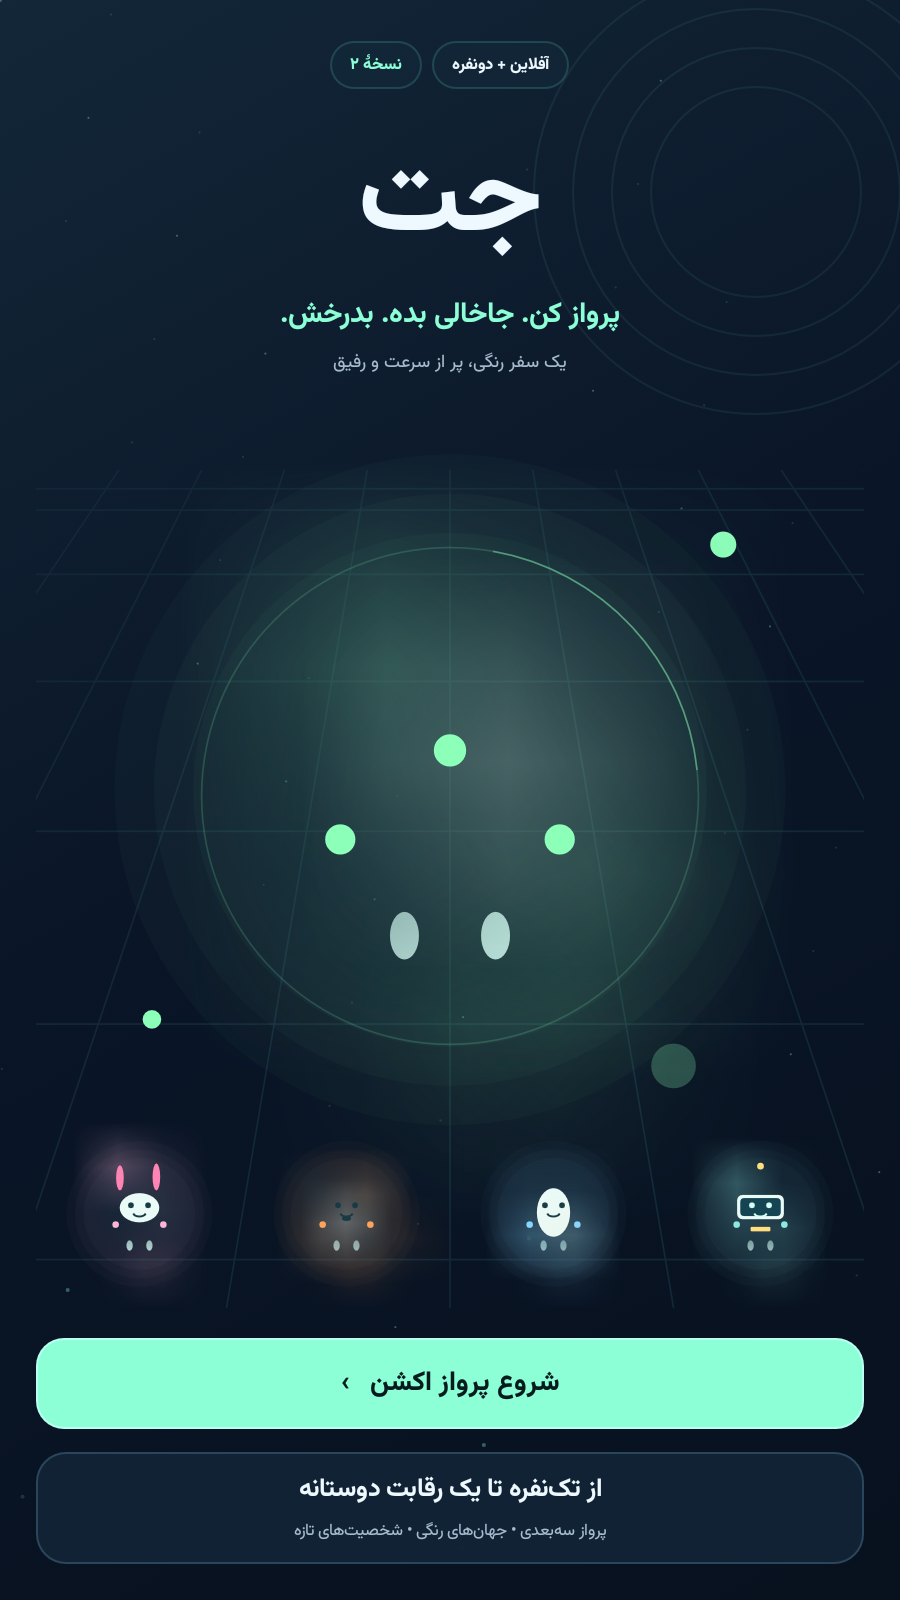 آفلاین + دونفره
نسخهٔ ۲
جت
پرواز کن. جاخالی بده. بدرخش.
یک سفر رنگی، پر از سرعت و رفیق
شروع پرواز اکشن ‹
از تک‌نفره تا یک رقابت دوستانه
پرواز سه‌بعدی • جهان‌های رنگی • شخصیت‌های تازه